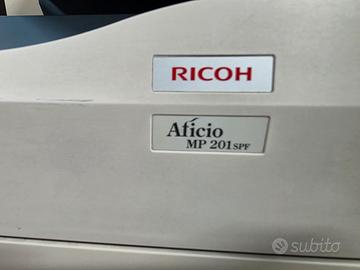 RICOH
Aficio
MP 201SPF
subito